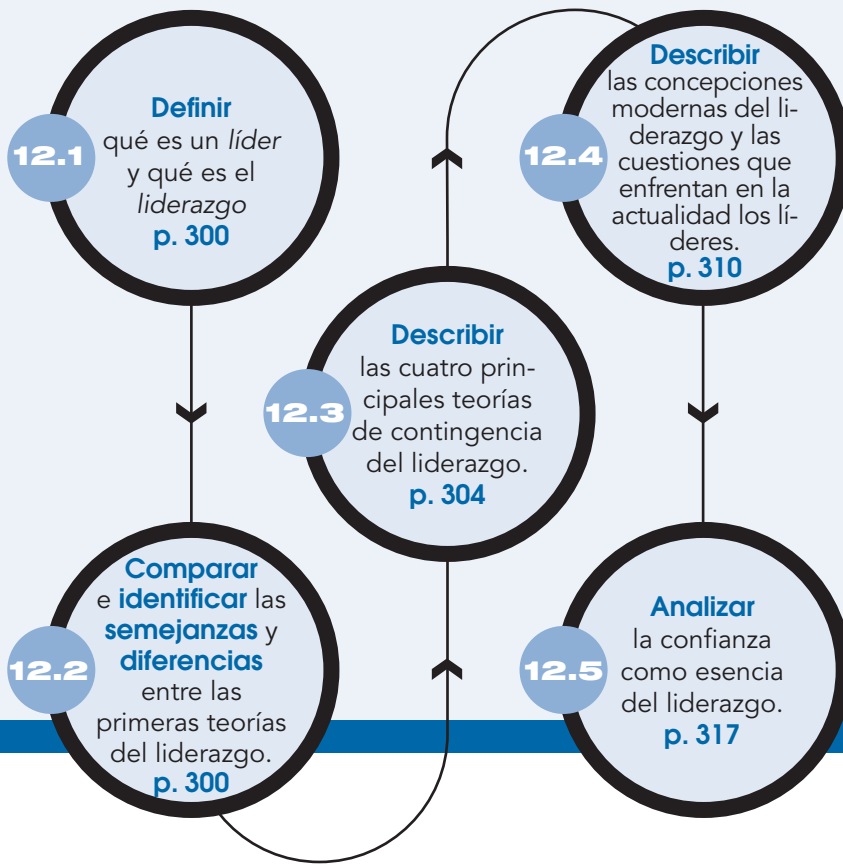 12.1
Definir
qué es un líder
y qué es el
liderazgo
p. 300
12.2
Comparar
e identificar las
semejanzas y
diferencias
entre las
primeras teorías
del liderazgo.
p. 300
12.3
Describir
las cuatro prin-
cipales teorías
de contingencia
del liderazgo.
p. 304
12.4
Describir
las concepciones
modernas del li-
derazgo y las
cuestiones que
enfrentan en la
actualidad los lí-
deres.
p. 310
12.5
Analizar
la confianza
como esencia
del liderazgo.
p. 317